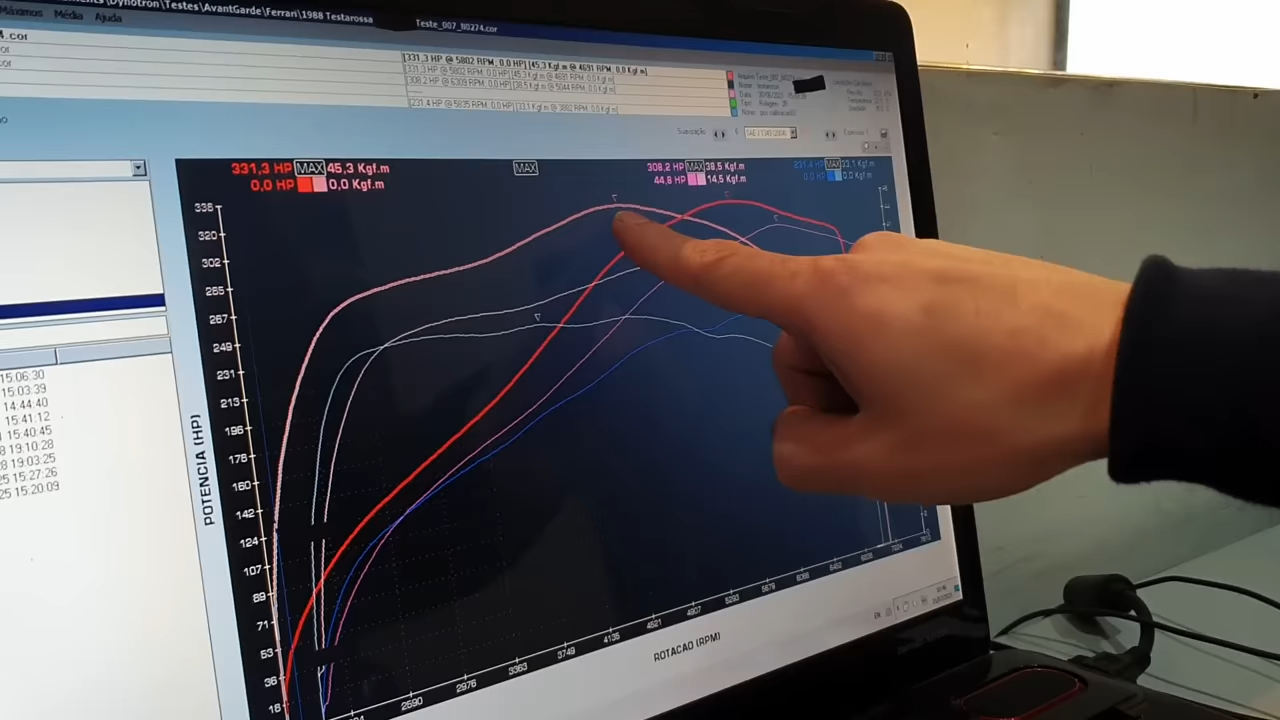 \Dynotron\Testes\AvantGarde\Ferrari\1988 Testarossa
Teste_007_N0274.cor
Máximos Média Ajuda
.cor
[331,3 HP @ 5802 RPM, 0,0 HP] [45,3 Kgf.m @ 4691 RPM, 0,0 Kgf.m]
[331,3 HP @ 5802 RPM, 0,0 HP] [45,3 Kgf.m @ 4691 RPM, 0,0 Kgf.m]
[308,2 HP @ 6309 RPM, 0,0 HP] [38,5 Kgf.m @ 5044 RPM, 0,0 Kgf.m]
[231,4 HP @ 5835 RPM, 0,0 HP] [33,1 Kgf.m @ 3882 RPM, 0,0 Kgf.m]
331,3 HP MAX 45,3 Kgf.m
0,0 HP 0,0 Kgf.m
MAX
308,2 HP MAX 38,5 Kgf.m
44,8 HP 14,5 Kgf.m
231,4 HP MAX 33,1 Kgf.m
0,0 HP 0,0 Kgf.m
336
320
302
285
267
249
231
213
196
178
160
142
124
107
89
71
53
36
18
POTENCIA (HP)
15:06:30
15:03:39
14:44:40
15:41:12
15:40:45
19:10:28
19:03:25
25 15:27:26
25 15:20:09
2590 2976 3363 3749 4135 4521 4907 5293 5679 6066 6452
ROTACAO (RPM)